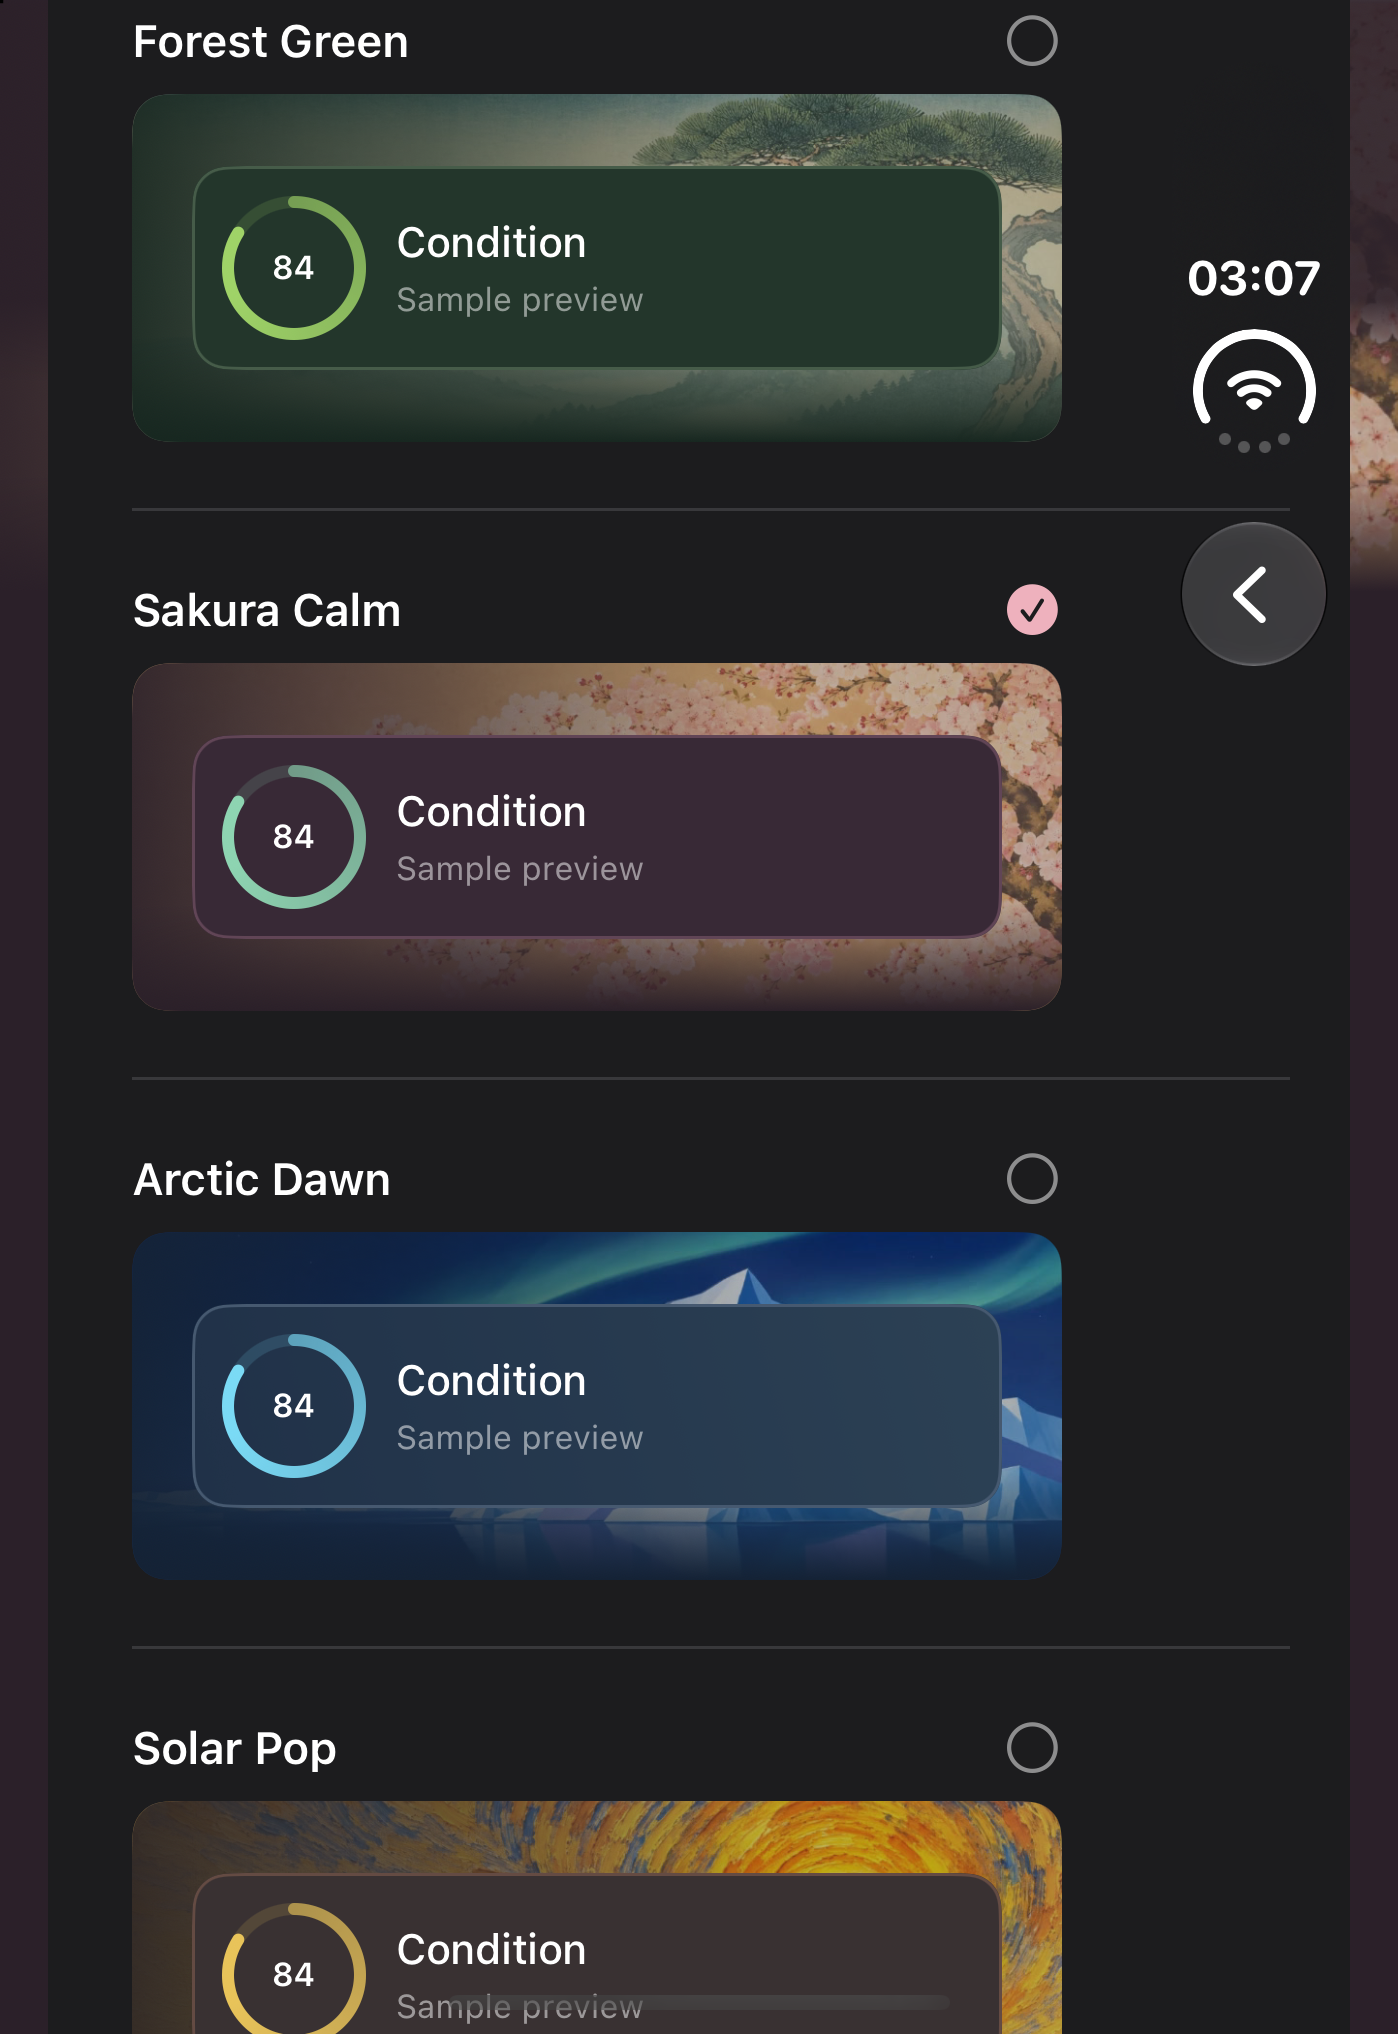 Forest Green
84
Condition
Sample preview
03:07
Sakura Calm
84
Condition
Sample preview
Arctic Dawn
84
Condition
Sample preview
Solar Pop
84
Condition
Sample preview